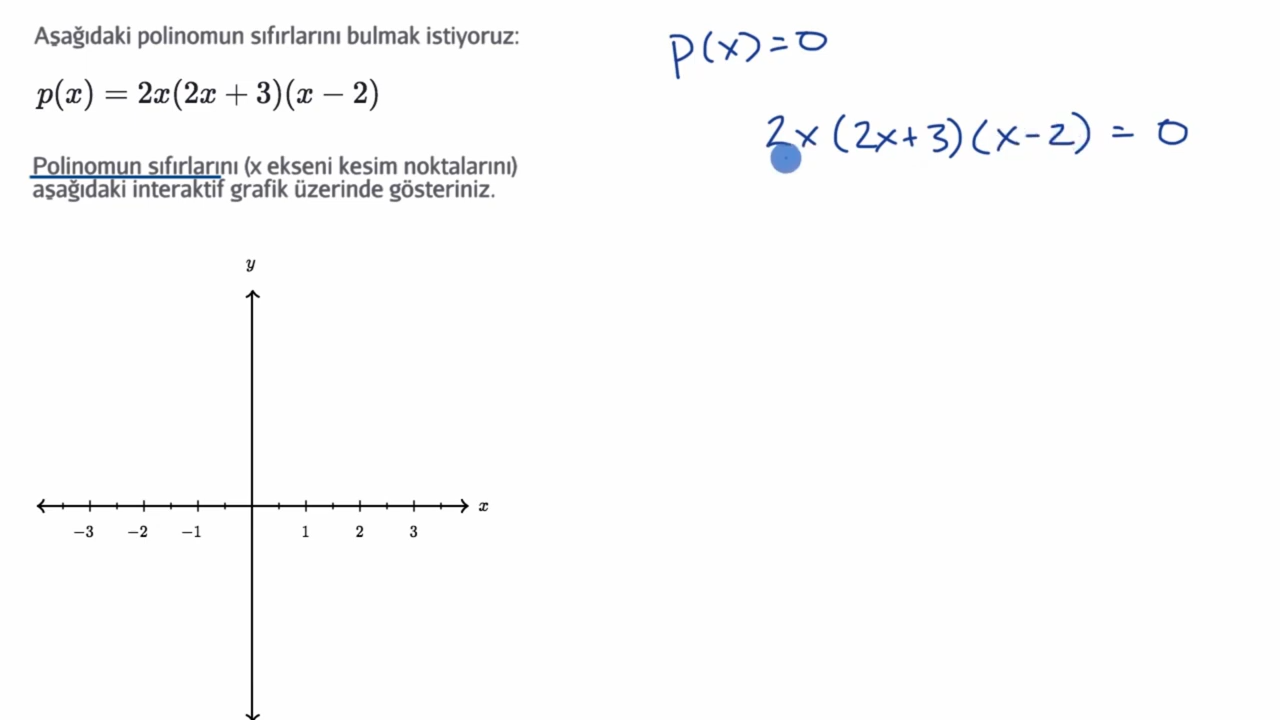 Aşağıdaki polinomun sıfırlarını bulmak istiyoruz:
p(x) = 2x(2x + 3)(x − 2)
Polinomun sıfırlarını (x ekseni kesim noktalarını)
aşağıdaki interaktif grafik üzerinde gösteriniz.
p(x)=0
2x(2x+3)(x-2) = 0
y
x
−3 −2 −1 1 2 3